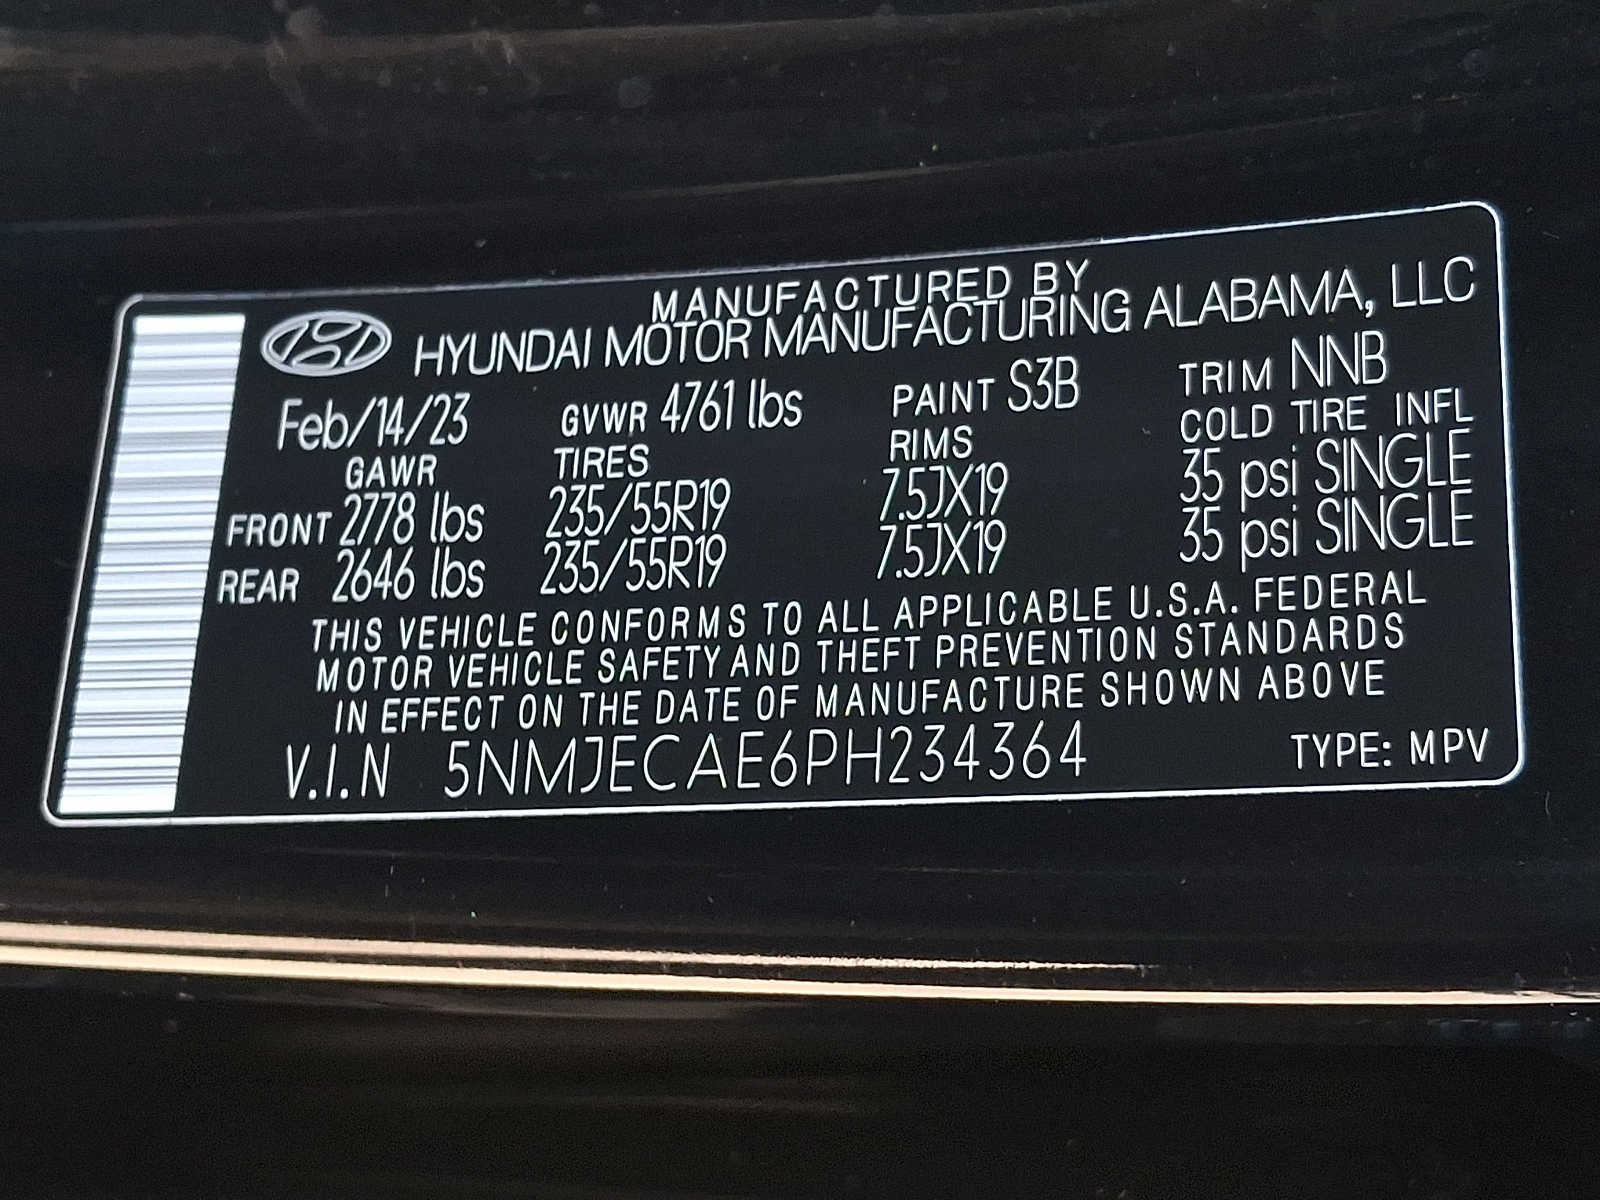 MANUFACTURED BY
HYUNDAI MOTOR MANUFACTURING ALABAMA, LLC
Feb/14/23 GVWR 4761 lbs PAINT S3B TRIM NNB
GAWR TIRES RIMS COLD TIRE INFL
FRONT 2778 lbs 235/55R19 7.5JX19 35 psi SINGLE
REAR 2646 lbs 235/55R19 7.5JX19 35 psi SINGLE
THIS VEHICLE CONFORMS TO ALL APPLICABLE U.S.A. FEDERAL
MOTOR VEHICLE SAFETY AND THEFT PREVENTION STANDARDS
IN EFFECT ON THE DATE OF MANUFACTURE SHOWN ABOVE
V.I.N 5NMJECAE6PH234364 TYPE: MPV